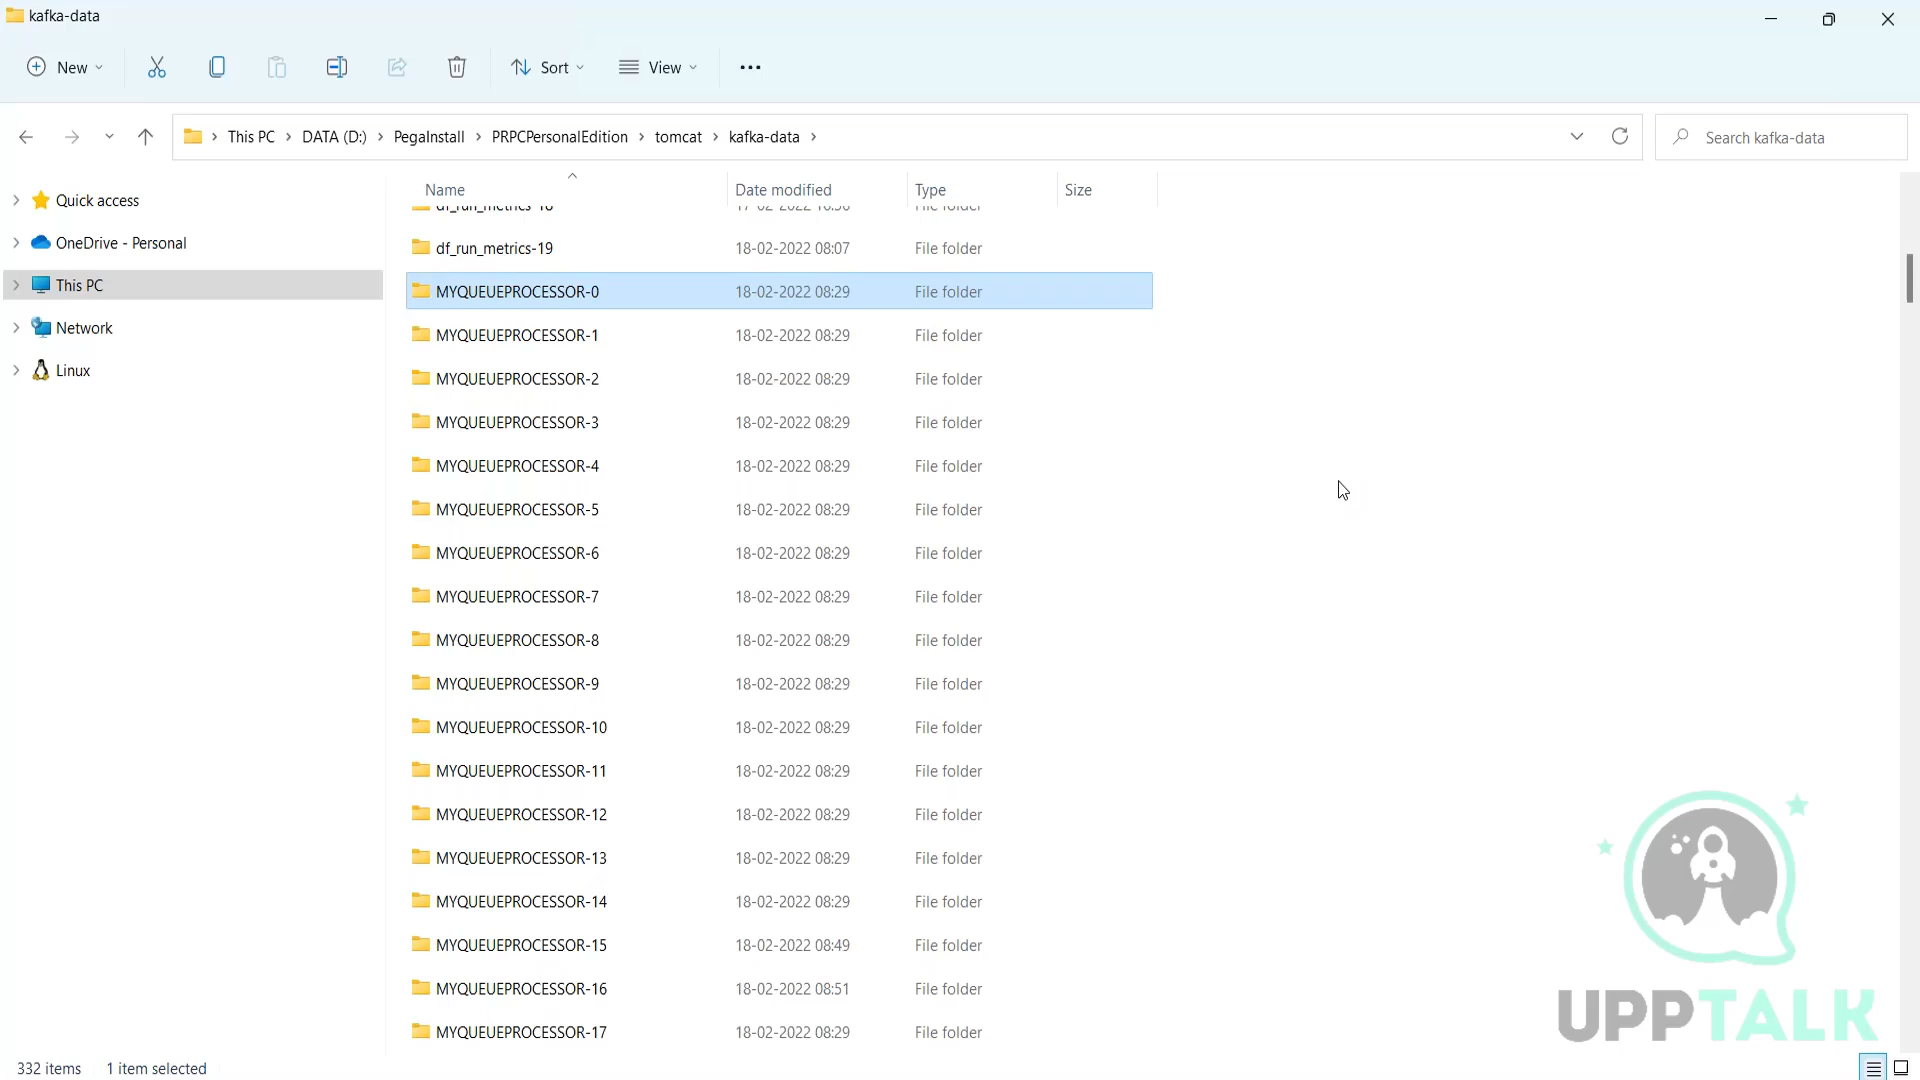 kafka-data
New
Sort
View
This PC > DATA (D:) > PegaInstall > PRPCPersonalEdition > tomcat > kafka-data >
Search kafka-data
Quick access
OneDrive - Personal
This PC
Network
Linux
Name Date modified Type Size
df_run_metrics-19 18-02-2022 08:07 File folder
MYQUEUEPROCESSOR-0 18-02-2022 08:29 File folder
MYQUEUEPROCESSOR-1 18-02-2022 08:29 File folder
MYQUEUEPROCESSOR-2 18-02-2022 08:29 File folder
MYQUEUEPROCESSOR-3 18-02-2022 08:29 File folder
MYQUEUEPROCESSOR-4 18-02-2022 08:29 File folder
MYQUEUEPROCESSOR-5 18-02-2022 08:29 File folder
MYQUEUEPROCESSOR-6 18-02-2022 08:29 File folder
MYQUEUEPROCESSOR-7 18-02-2022 08:29 File folder
MYQUEUEPROCESSOR-8 18-02-2022 08:29 File folder
MYQUEUEPROCESSOR-9 18-02-2022 08:29 File folder
MYQUEUEPROCESSOR-10 18-02-2022 08:29 File folder
MYQUEUEPROCESSOR-11 18-02-2022 08:29 File folder
MYQUEUEPROCESSOR-12 18-02-2022 08:29 File folder
MYQUEUEPROCESSOR-13 18-02-2022 08:29 File folder
MYQUEUEPROCESSOR-14 18-02-2022 08:29 File folder
MYQUEUEPROCESSOR-15 18-02-2022 08:49 File folder
MYQUEUEPROCESSOR-16 18-02-2022 08:51 File folder
MYQUEUEPROCESSOR-17 18-02-2022 08:29 File folder
UPPTALK
332 items 1 item selected